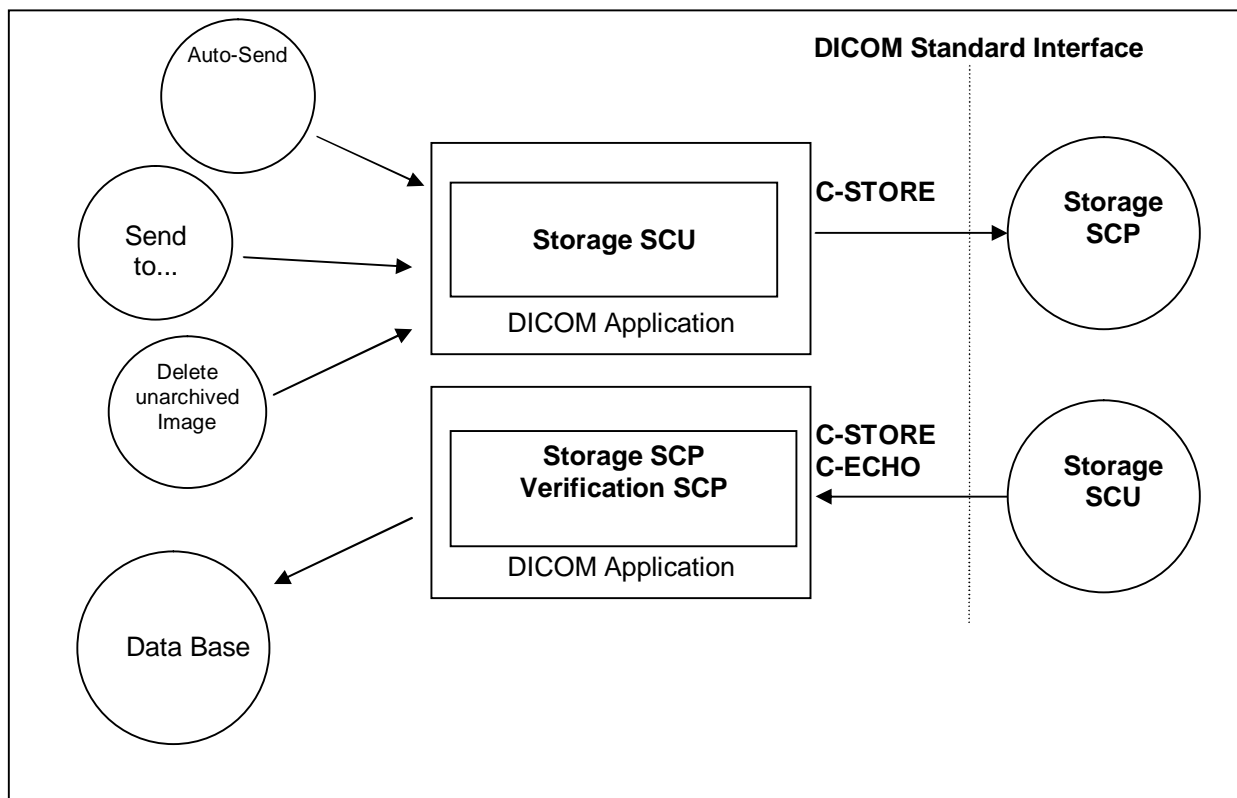 Auto-Send
DICOM Standard Interface
Send
to...
Storage SCU
DICOM Application
C-STORE
Storage
SCP
Delete
unarchived
Image
Storage SCP
Verification SCP
DICOM Application
C-STORE
C-ECHO
Storage
SCU
Data Base